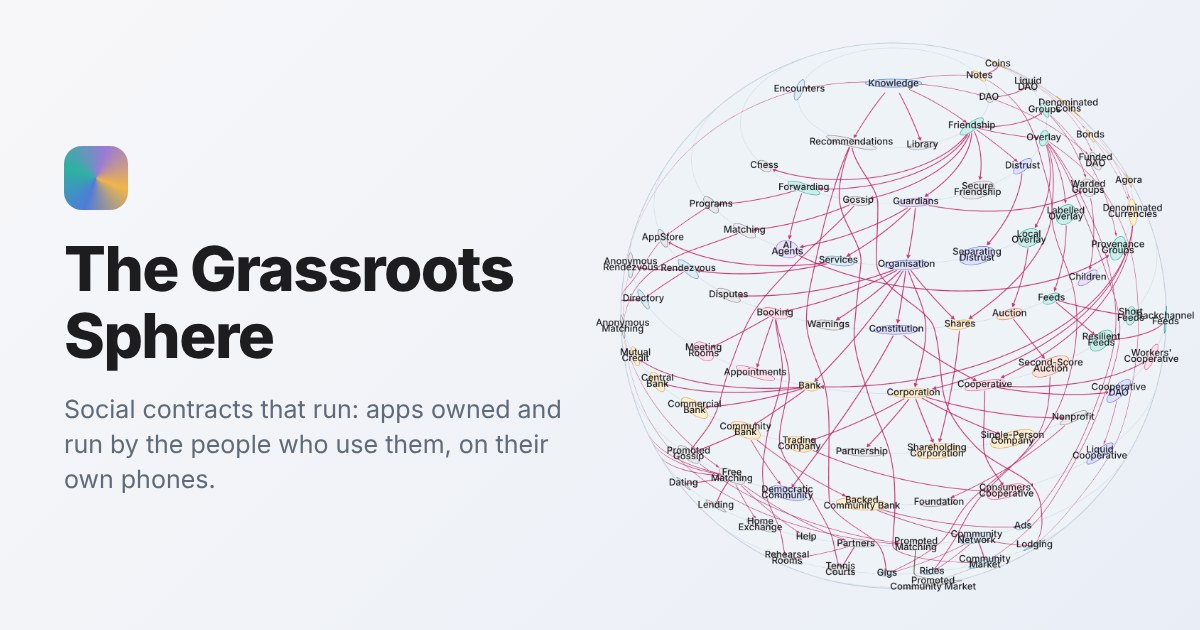 The Grassroots
Sphere
Social contracts that run: apps owned and
run by the people who use them, on their
own phones.
Coins
Notes
Liquid
DAO
Encounters
Knowledge
DAO
Denominated
Coins
Groups
Friendship
Overlay
Bonds
Recommendations
Library
Chess
Distrust
Funded
DAO
Forwarding
Secure
Friendship
Warded
Groups
Agora
Programs
Gossip
Guardians
Labelled
Overlay
Denominated
Currencies
AppStore
Matching
AI
Agents
Local
Overlay
Provenance
Groups
Anonymous
Rendezvous
Rendezvous
Services
Organisation
Separating
Distrust
Children
Directory
Disputes
Feeds
Anonymous
Matching
Booking
Warnings
Constitution
Shares
Auction
Short
Feeds
Backchannel
Feeds
Mutual
Credit
Meeting
Rooms
Resilient
Feeds
Workers'
Cooperative
Central
Bank
Appointments
Bank
Corporation
Cooperative
Second-Score
Auction
Cooperative
DAO
Commercial
Bank
Community
Bank
Trading
Company
Partnership
Shareholding
Corporation
Single-Person
Company
Nonprofit
Liquid
Cooperative
Promoted
Gossip
Dating
Free
Matching
Democratic
Community
Backed
Community Bank
Foundation
Consumers'
Cooperative
Lending
Home
Exchange
Help
Partners
Promoted
Matching
Community
Network
Ads
Lodging
Rehearsal
Rooms
Tennis
Courts
Gigs
Rides
Community
Market
Promoted
Community Market